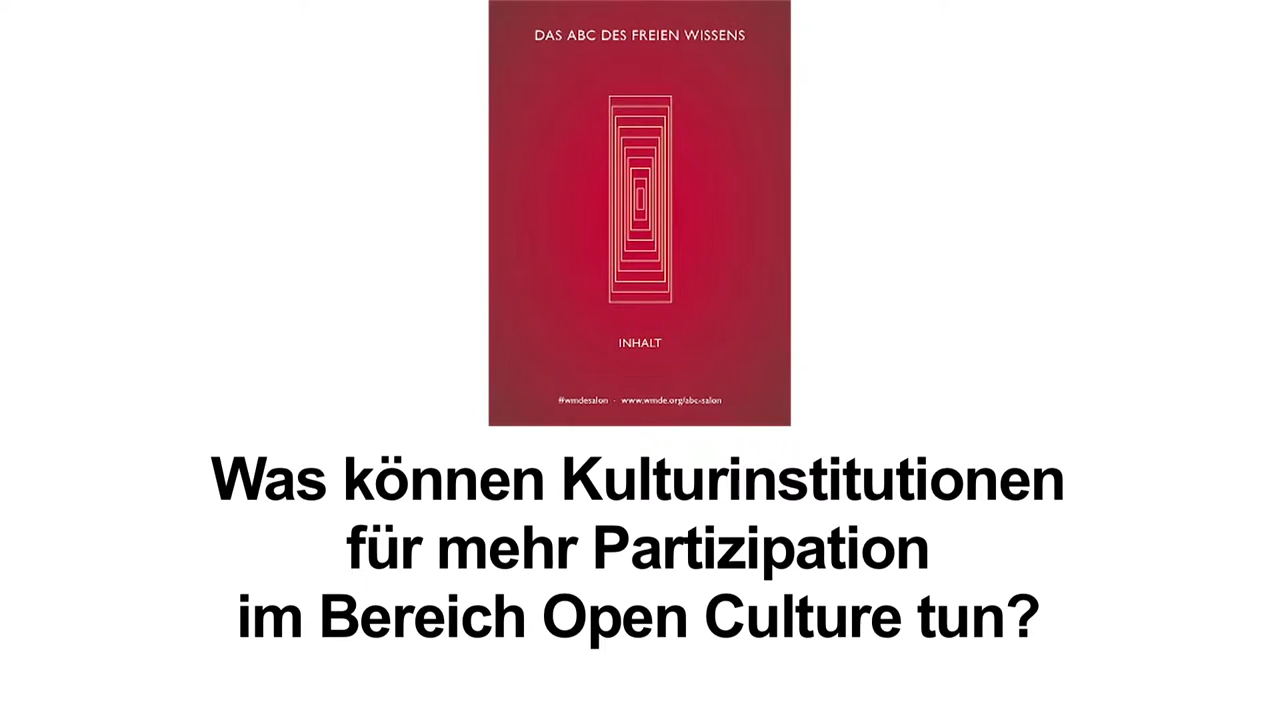 DAS ABC DES FREIEN WISSENS
INHALT
#wmdesalon · www.wmde.org/abc-salon
Was können Kulturinstitutionen
für mehr Partizipation
im Bereich Open Culture tun?